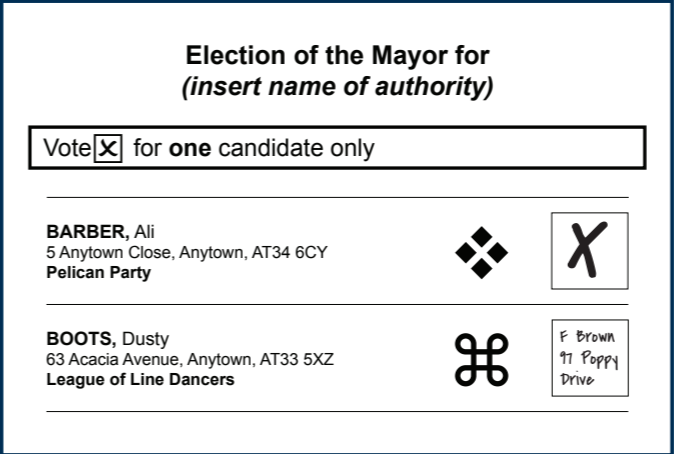 Election of the Mayor for
(insert name of authority)
Vote X for one candidate only
BARBER, Ali
5 Anytown Close, Anytown, AT34 6CY
Pelican Party
X
BOOTS, Dusty
63 Acacia Avenue, Anytown, AT33 5XZ
League of Line Dancers
F Brown
97 Poppy
Drive